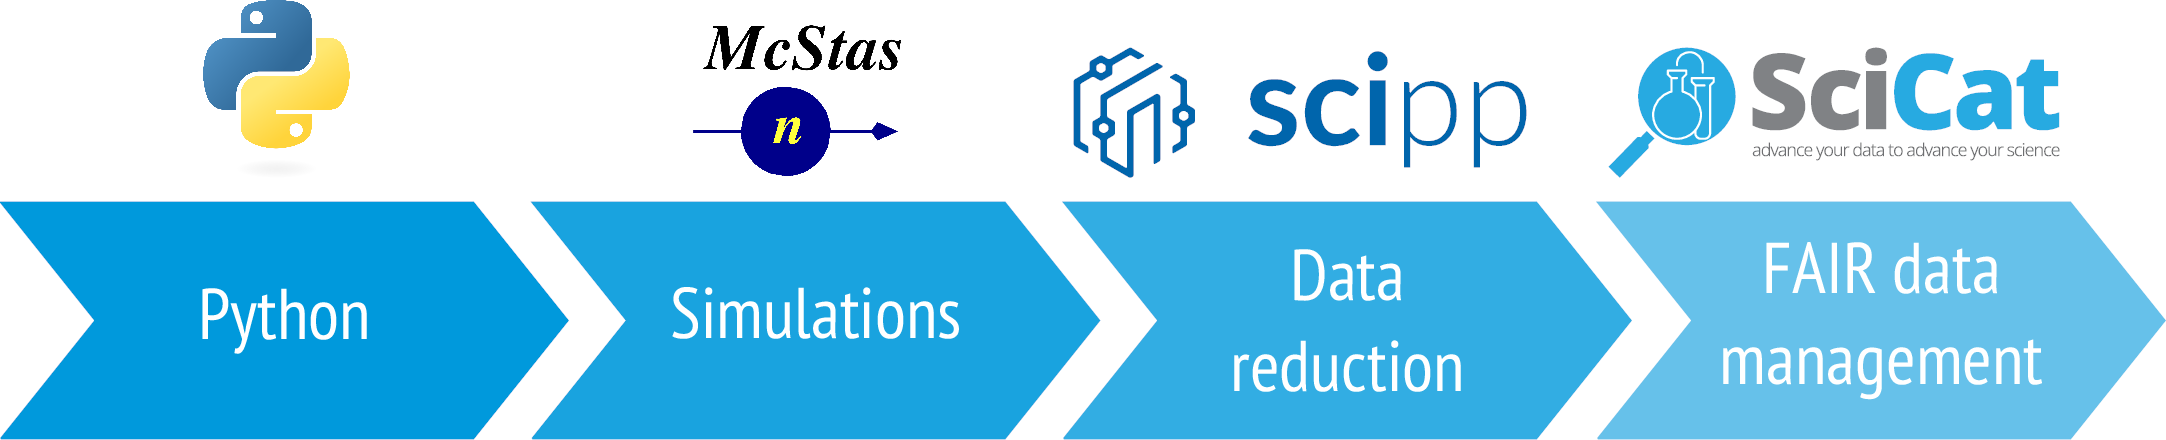 McStas
n
scipp
SciCat
advance your data to advance your science
Python
Simulations
Data
reduction
FAIR data
management